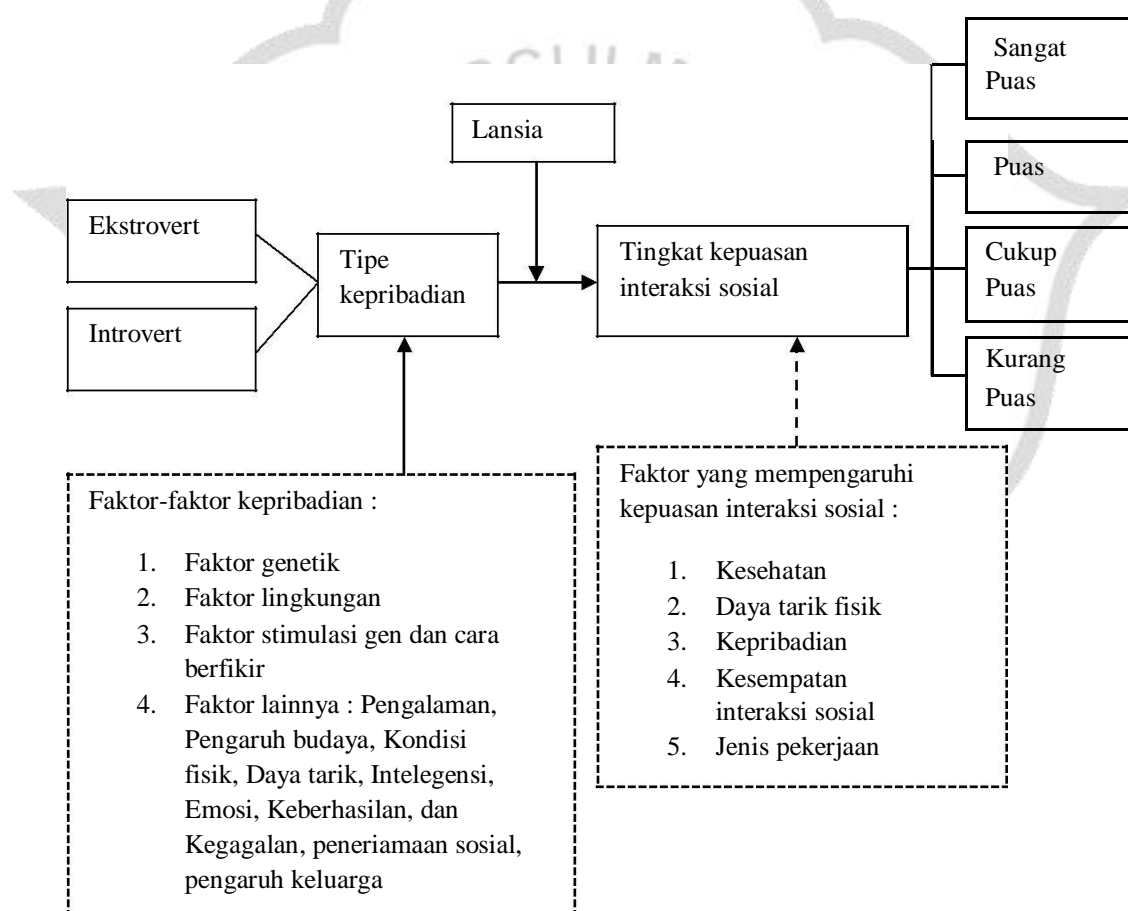 Sangat
Puas
Lansia
Puas
Ekstrovert
Tipe
kepribadian
Tingkat kepuasan
interaksi sosial
Cukup
Puas
Introvert
Kurang
Puas
Faktor-faktor kepribadian :
1. Faktor genetik
2. Faktor lingkungan
3. Faktor stimulasi gen dan cara
berfikir
4. Faktor lainnya : Pengalaman,
Pengaruh budaya, Kondisi
fisik, Daya tarik, Intelegensi,
Emosi, Keberhasilan, dan
Kegagalan, peneriamaan sosial,
pengaruh keluarga
Faktor yang mempengaruhi
kepuasan interaksi sosial :
1. Kesehatan
2. Daya tarik fisik
3. Kepribadian
4. Kesempatan
interaksi sosial
5. Jenis pekerjaan